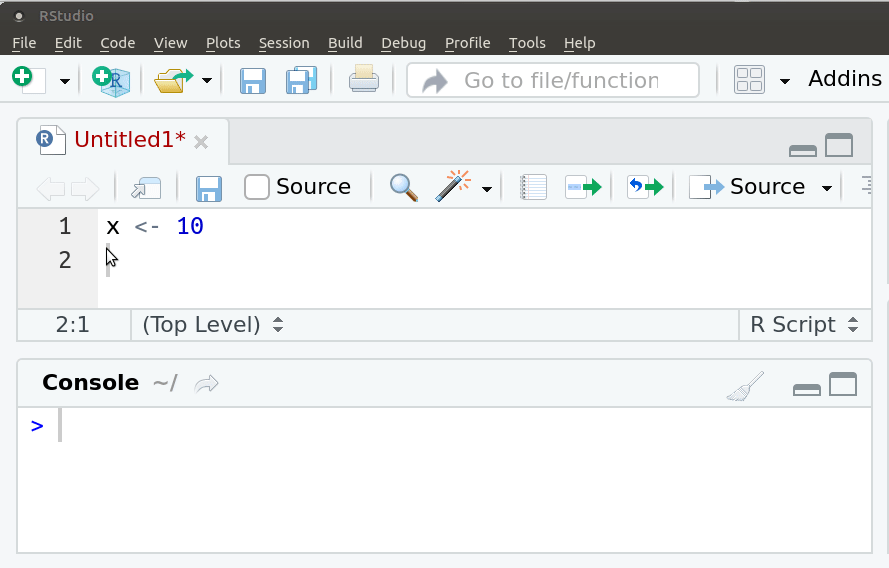 RStudio
File Edit Code View Plots Session Build Debug Profile Tools Help
R Go to file/function Addins
R Untitled1*
Source Source
1 x <- 10
2
2:1 (Top Level) R Script
Console ~/
>